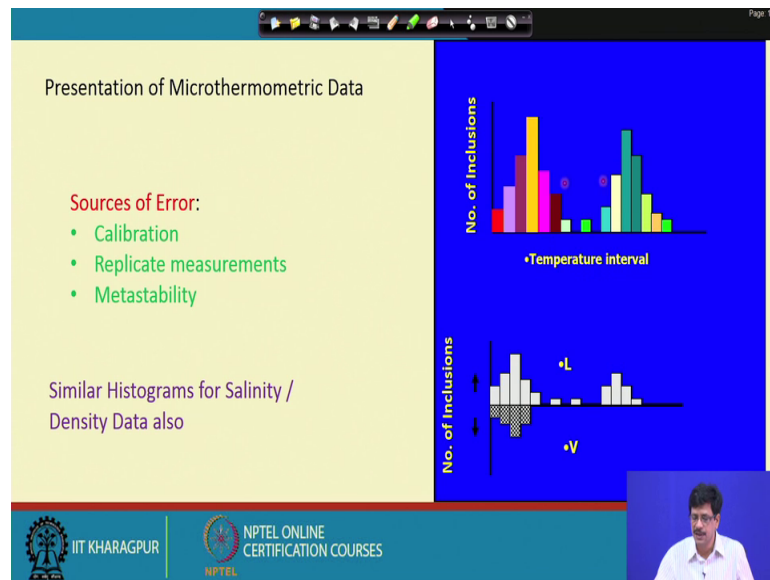 Page: 1
Presentation of Microthermometric Data
Sources of Error:
• Calibration
• Replicate measurements
• Metastability
Similar Histograms for Salinity /
Density Data also
No. of Inclusions
•Temperature interval
No. of Inclusions
•L
•V
IIT KHARAGPUR
NPTEL
NPTEL ONLINE
CERTIFICATION COURSES